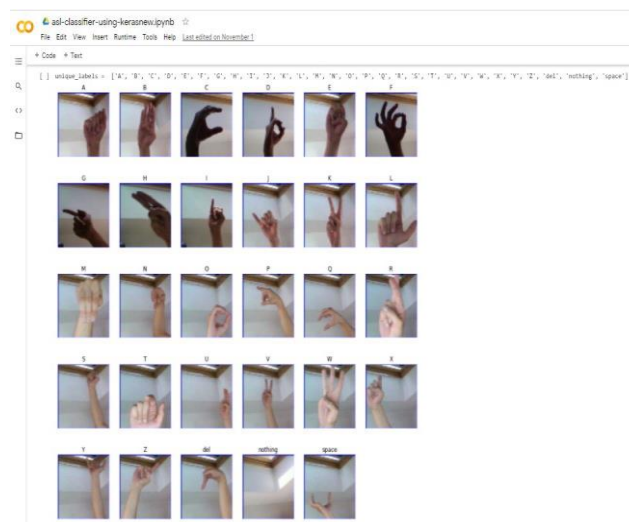 asl-classifier-using-kerasnew.ipynb
File Edit View Insert Runtime Tools Help Last edited on November 1
+ Code + Text
[ ] unique_labels = ['A', 'B', 'C', 'D', 'E', 'F', 'G', 'H', 'I', 'J', 'K', 'L', 'M', 'N', 'O', 'P', 'Q', 'R', 'S', 'T', 'U', 'V', 'W', 'X', 'Y', 'Z', 'del', 'nothing', 'space']
A B C D E F
G H I J K L
M N O P Q R
S T U V W X
Y Z del nothing space